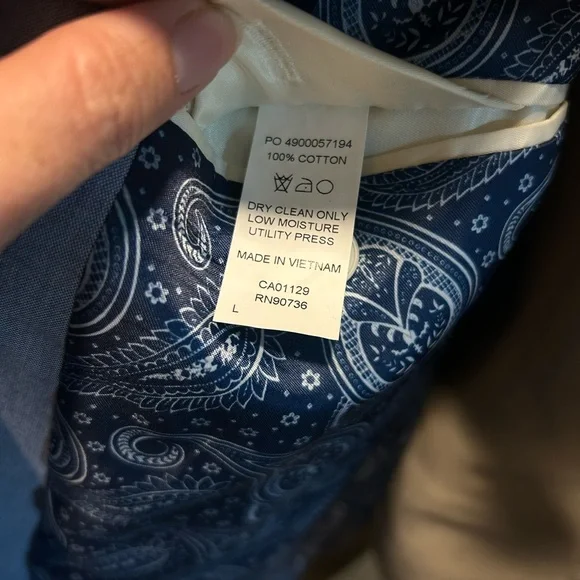 PO 4900057194
100% COTTON
DRY CLEAN ONLY
LOW MOISTURE
UTILITY PRESS
MADE IN VIETNAM
CA01129
RN90736
L